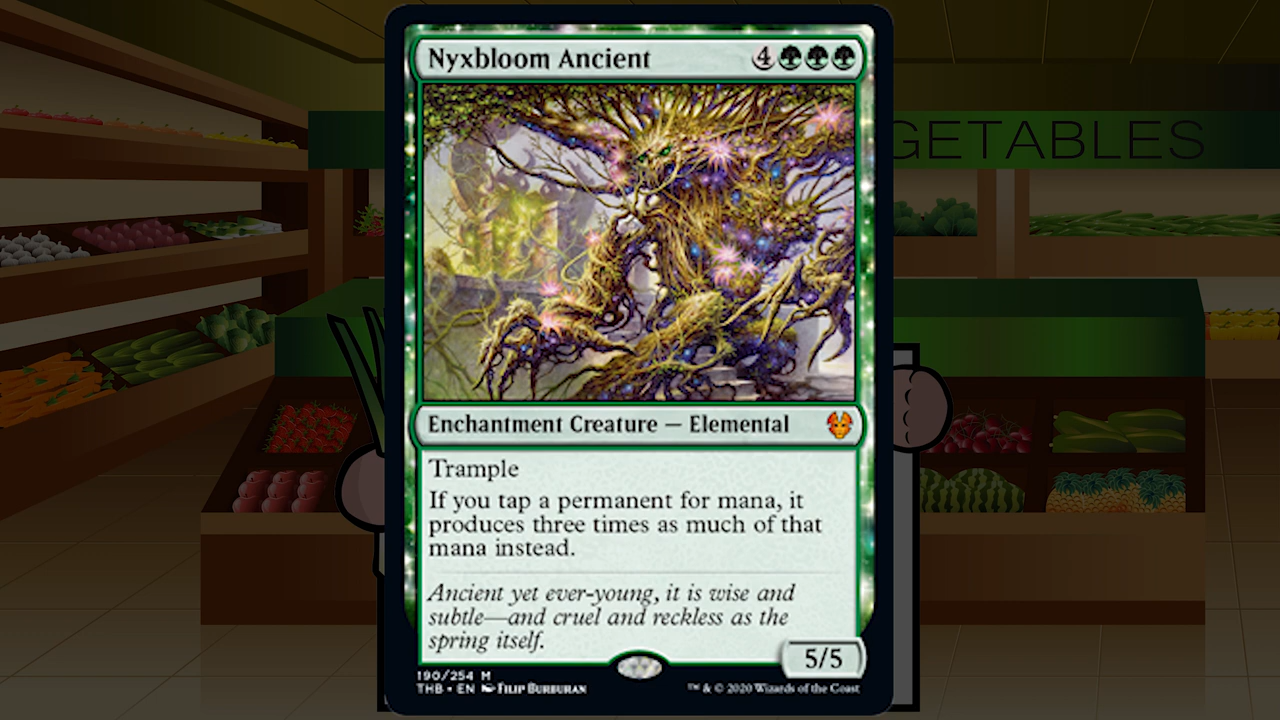 Nyxbloom Ancient 4
GETABLES
Enchantment Creature — Elemental
Trample
If you tap a permanent for mana, it
produces three times as much of that
mana instead.
Ancient yet ever-young, it is wise and
subtle—and cruel and reckless as the
spring itself.
5/5
190/254 M
THB • EN Filip Burburan
™ & © 2020 Wizards of the Coast